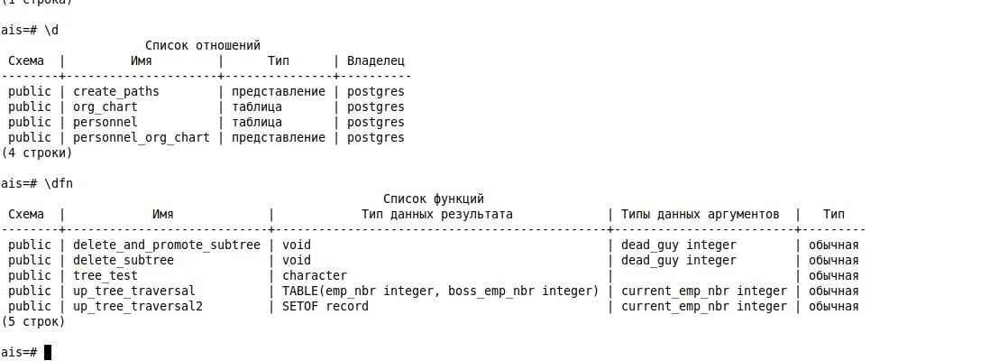 (1 строка)
ais=# \d
Список отношений
Схема | Имя | Тип | Владелец
--------+---------------------+---------------+----------
public | create_paths | представление | postgres
public | org_chart | таблица | postgres
public | personnel | таблица | postgres
public | personnel_org_chart | представление | postgres
(4 строки)
ais=# \dfn
Список функций
Схема | Имя | Тип данных результата | Типы данных аргументов | Тип
--------+----------------------------+---------------------------------------------+-------------------------+---------
public | delete_and_promote_subtree | void | dead_guy integer | обычная
public | delete_subtree | void | dead_guy integer | обычная
public | tree_test | character | | обычная
public | up_tree_traversal | TABLE(emp_nbr integer, boss_emp_nbr integer) | current_emp_nbr integer | обычная
public | up_tree_traversal2 | SETOF record | current_emp_nbr integer | обычная
(5 строк)
ais=#